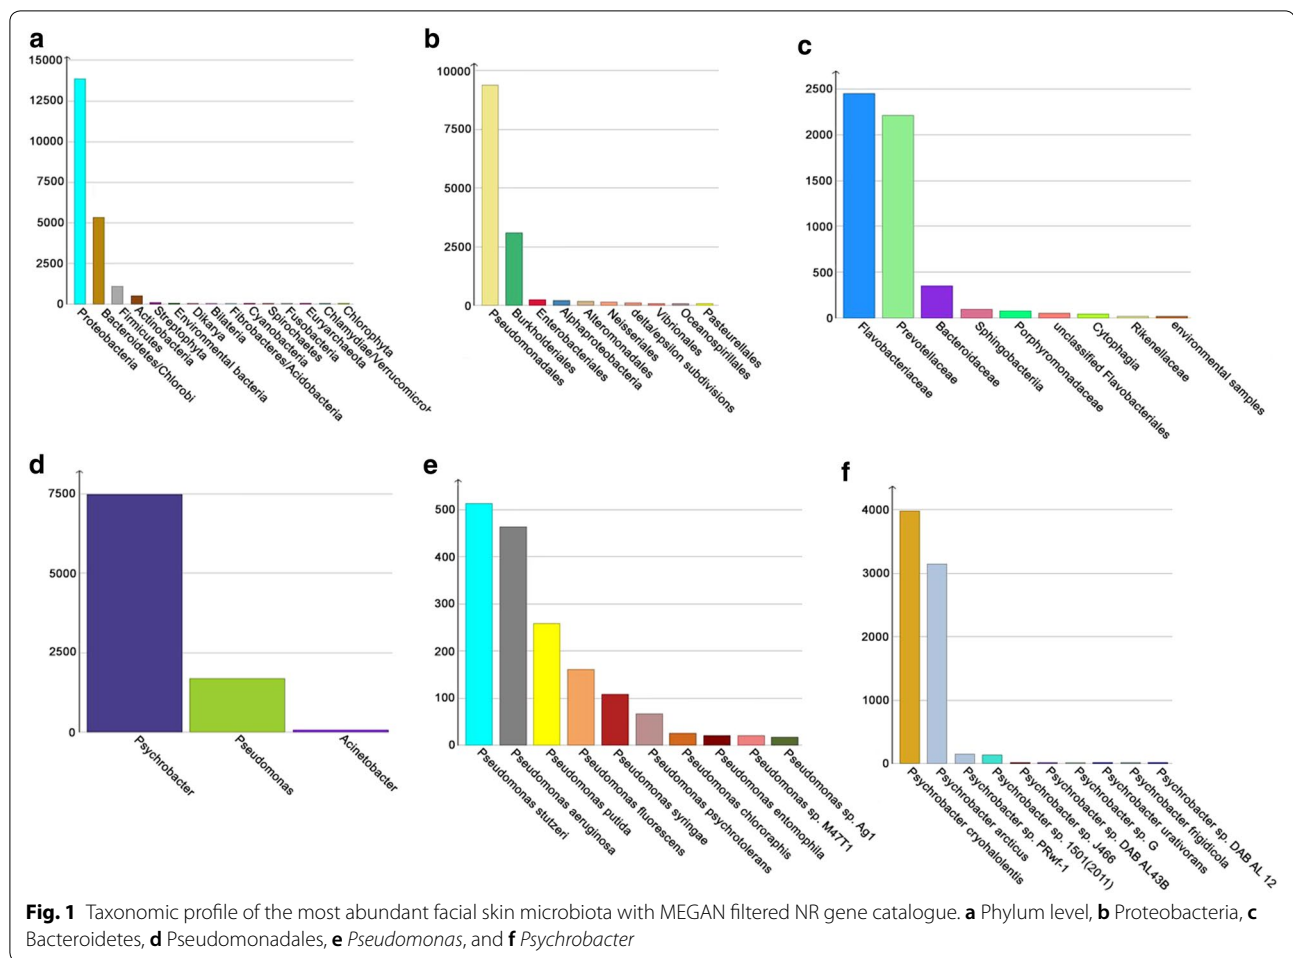 a
15000
12500
10000
7500
5000
2500
0
Proteobacteria
Bacteroidetes/Chlorobi
Firmicutes
Actinobacteria
Streptophyta
Environmental bacteria
Dikarya
Bilateria
Fibrobacteres/Acidobacteria
Cyanobacteria
Spirochaetes
Fusobacteria
Euryarchaeota
Chlamydiae/Verrucomicrob
Chlorophyta
b
10000
7500
5000
2500
0
Pseudomonadales
Burkholderiales
Enterobacteriales
Alphaproteobacteria
Alteromonadales
Neisseriales
delta/epsilon subdivisions
Vibrionales
Oceanospirillales
Pasteurellales
c
2500
2000
1500
1000
500
0
Flavobacteriaceae
Prevotellaceae
Bacteroidaceae
Sphingobacteriia
Porphyromonadaceae
unclassified Flavobacteriales
Cytophagia
Rikenellaceae
environmental samples
d
7500
5000
2500
0
Psychrobacter
Pseudomonas
Acinetobacter
e
500
400
300
200
100
0
Pseudomonas stutzeri
Pseudomonas aeruginosa
Pseudomonas putida
Pseudomonas fluorescens
Pseudomonas syringae
Pseudomonas psychrotolerans
Pseudomonas chlororaphis
Pseudomonas entomophila
Pseudomonas sp. M47T1
Pseudomonas sp. Ag1
f
4000
3000
2000
1000
0
Psychrobacter cryohalolentis
Psychrobacter arcticus
Psychrobacter sp. PRwf-1
Psychrobacter sp. 1501(2011)
Psychrobacter sp. J466
Psychrobacter sp. DAB AL43B
Psychrobacter sp. G
Psychrobacter urativorans
Psychrobacter frigidicola
Psychrobacter sp. DAB AL 12
Fig. 1 Taxonomic profile of the most abundant facial skin microbiota with MEGAN filtered NR gene catalogue. a Phylum level, b Proteobacteria, c
Bacteroidetes, d Pseudomonadales, e Pseudomonas, and f Psychrobacter